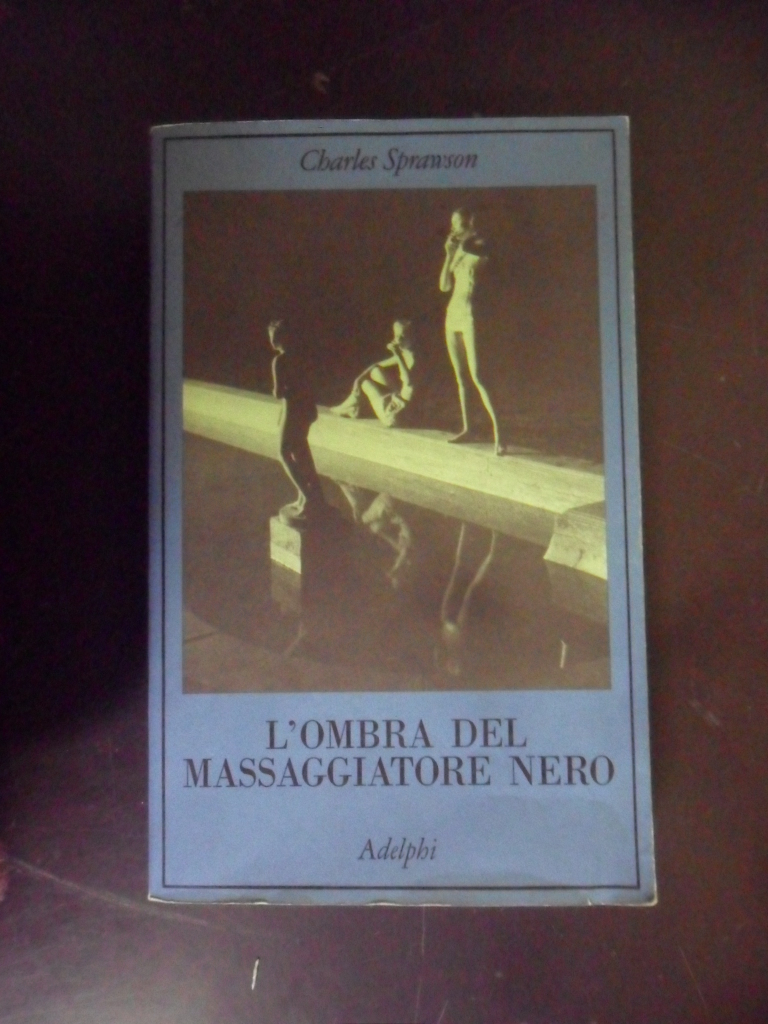 Charles Sprawson
L'OMBRA DEL
MASSAGGIATORE NERO
Adelphi